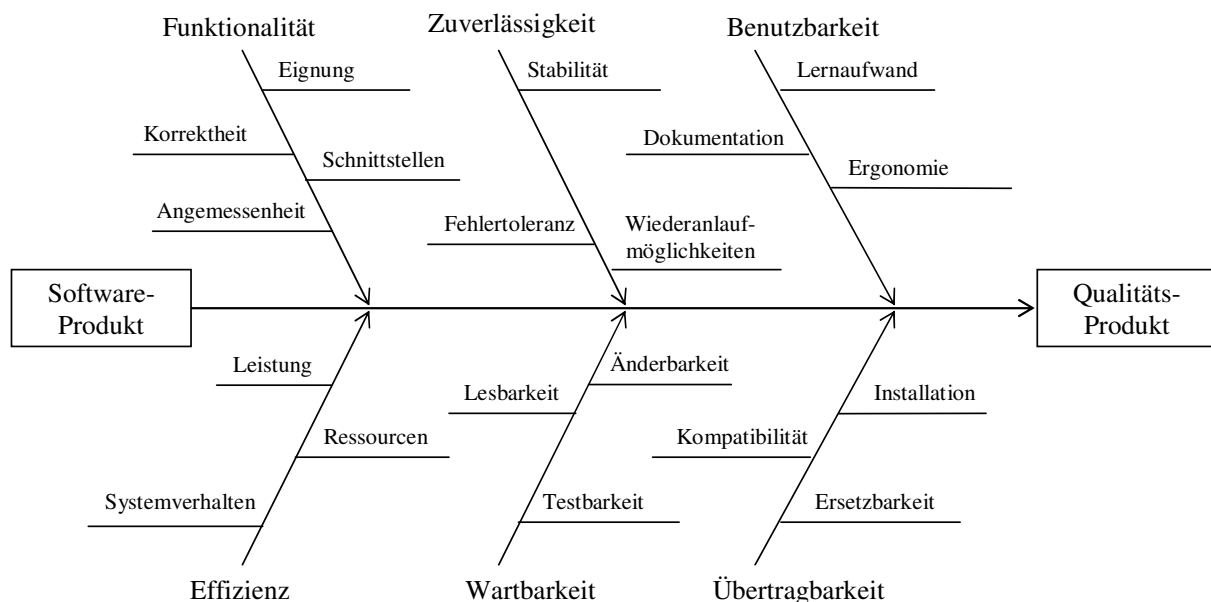 Funktionalität
Zuverlässigkeit
Benutzbarkeit
Eignung
Stabilität
Lernaufwand
Korrektheit
Dokumentation
Schnittstellen
Ergonomie
Angemessenheit
Fehlertoleranz
Wiederanlauf-
möglichkeiten
Software-
Produkt
Qualitäts-
Produkt
Leistung
Änderbarkeit
Lesbarkeit
Installation
Ressourcen
Kompatibilität
Systemverhalten
Testbarkeit
Ersetzbarkeit
Effizienz
Wartbarkeit
Übertragbarkeit